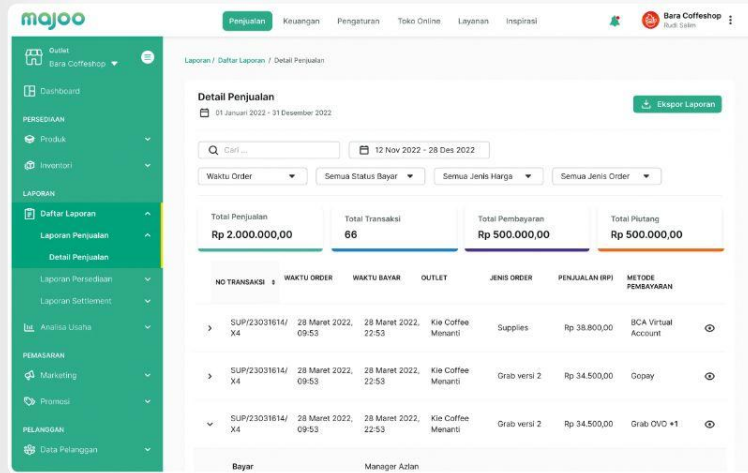 majoo
Penjualan Keuangan Pengaturan Toko Online Layanan Inspirasi
Bara Coffeshop
Rudi Salim
Outlet
Bara Coffeshop
Dashboard
PERSEDIAAN
Produk
Inventori
LAPORAN
Daftar Laporan
Laporan Penjualan
Detail Penjualan
Laporan Persediaan
Laporan Settlement
Analisa Usaha
PEMASARAN
Marketing
Promosi
PELANGGAN
Data Pelanggan
Laporan / Daftar Laporan / Detail Penjualan
Detail Penjualan
01 Januari 2022 - 31 Desember 2022
Ekspor Laporan
Cari ...
12 Nov 2022 - 28 Des 2022
Waktu Order Semua Status Bayar Semua Jenis Harga Semua Jenis Order
Total Penjualan Total Transaksi Total Pembayaran Total Piutang
Rp 2.000.000,00 66 Rp 500.000,00 Rp 500.000,00
NO TRANSAKSI WAKTU ORDER WAKTU BAYAR OUTLET JENIS ORDER PENJUALAN (RP) METODE
PEMBAYARAN
SUP/23031614/ 28 Maret 2022, 28 Maret 2022, Kie Coffee Supplies Rp 38.800,00 BCA Virtual
X4 09:53 22:53 Menanti Account
SUP/23031614/ 28 Maret 2022, 28 Maret 2022, Kie Coffee Grab versi 2 Rp 34.500,00 Gopay
X4 09:53 22:53 Menanti
SUP/23031614/ 28 Maret 2022, 28 Maret 2022, Kie Coffee Grab versi 2 Rp 34.500,00 Grab OVO +1
X4 09:53 22:53 Menanti
Bayar Manager Azlan